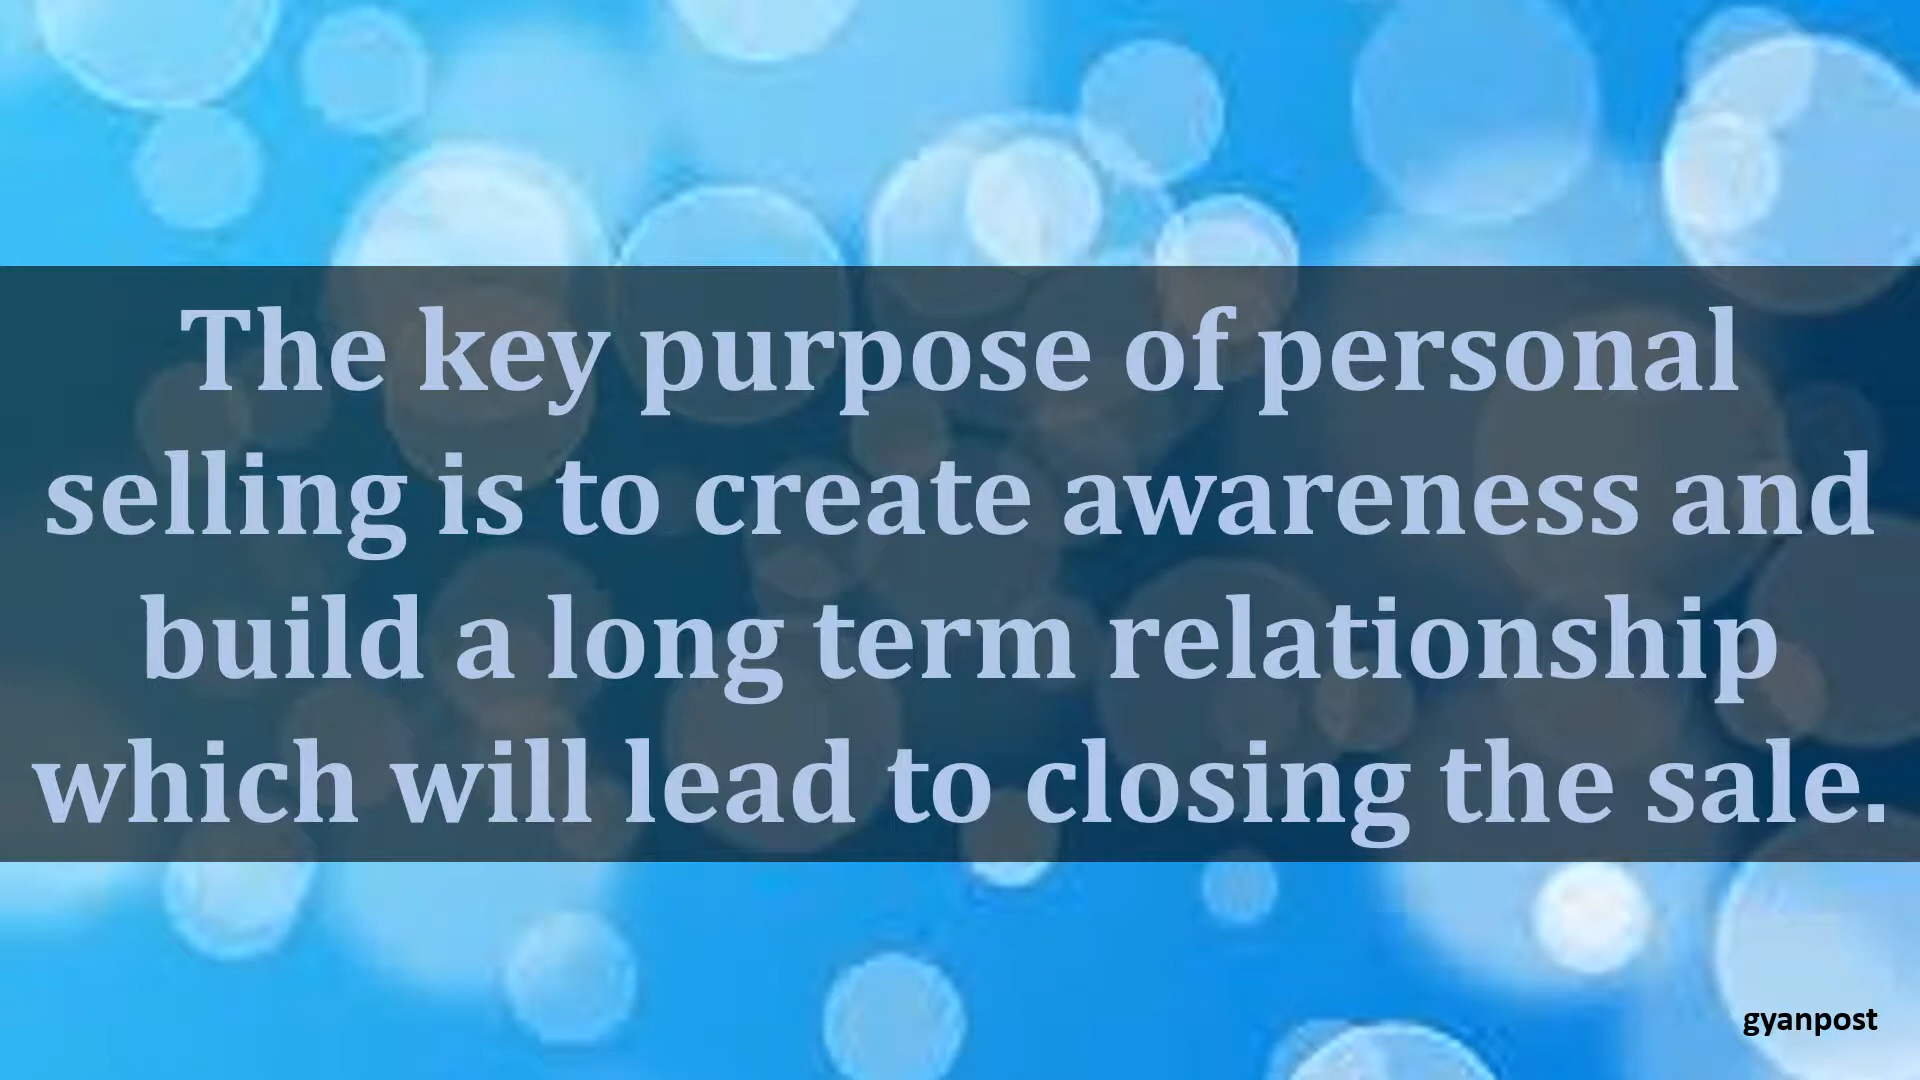 The key purpose of personal
selling is to create awareness and
build a long term relationship
which will lead to closing the sale.
gyanpost